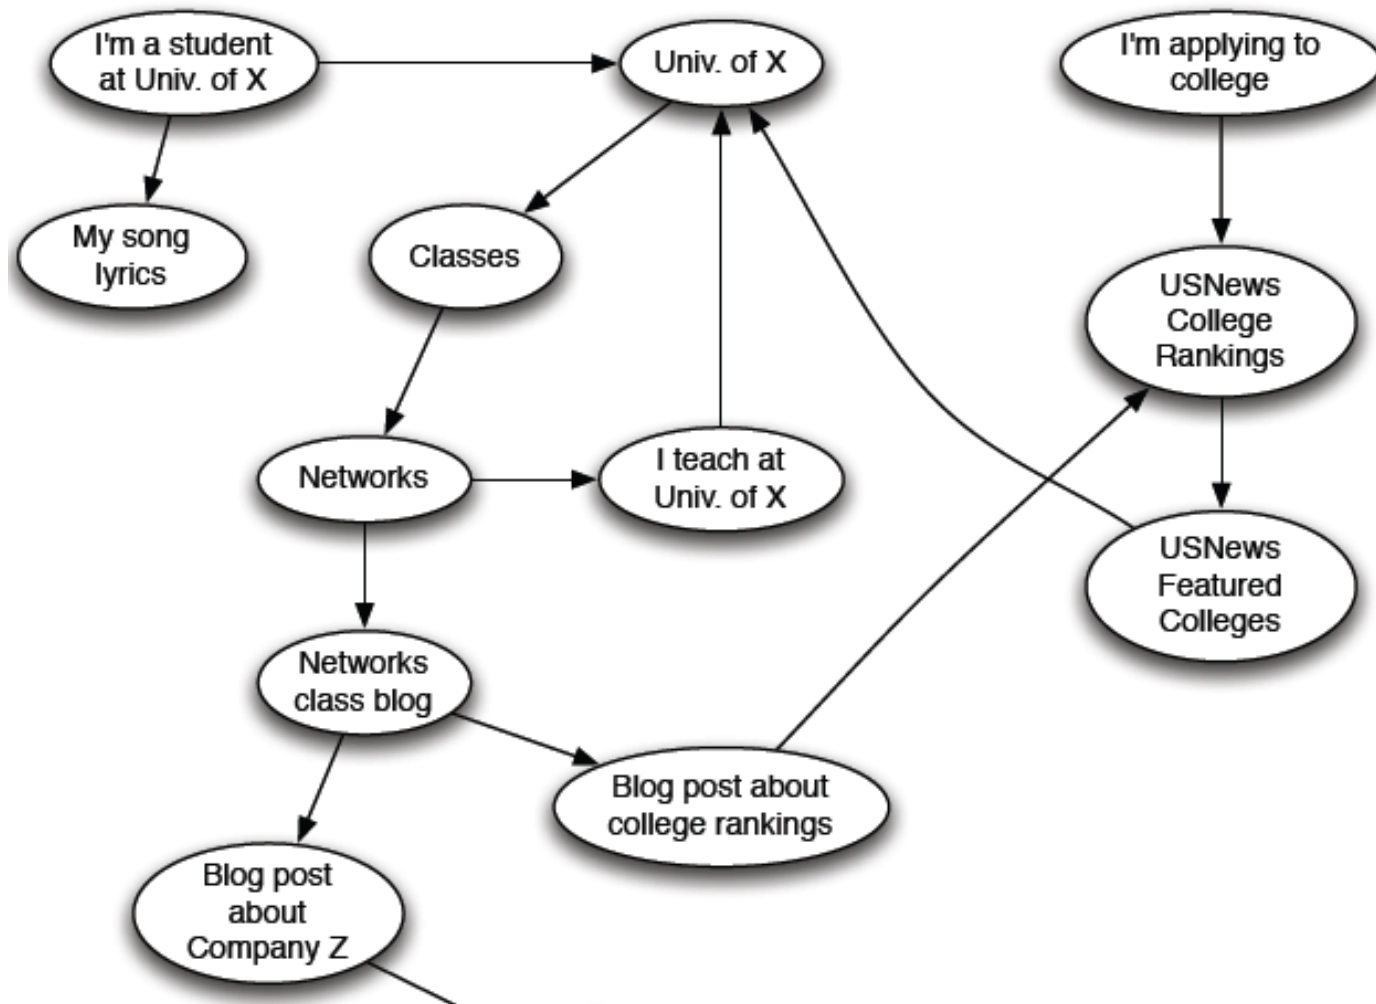 I'm a student
at Univ. of X
Univ. of X
I'm applying to
college
My song
lyrics
Classes
USNews
College
Rankings
Networks
I teach at
Univ. of X
USNews
Featured
Colleges
Networks
class blog
Blog post about
college rankings
Blog post
about
Company Z